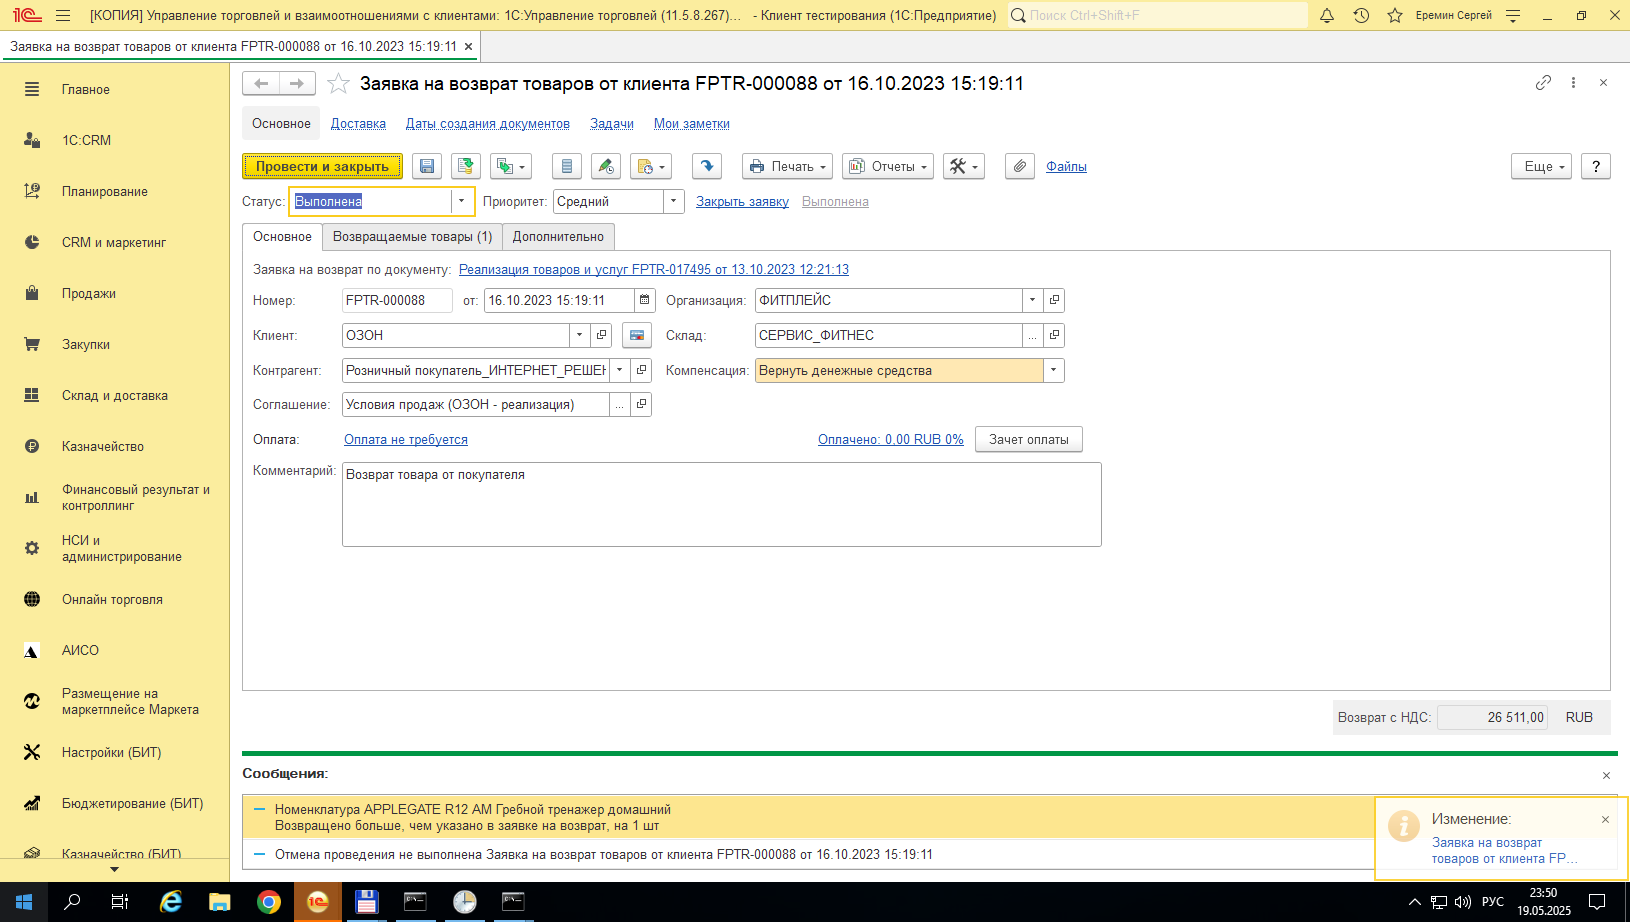 [КОПИЯ] Управление торговлей и взаимоотношениями с клиентами: 1С:Управление торговлей (11.5.8.267)... - Клиент тестирования (1С:Предприятие)
Поиск Ctrl+Shift+F
Еремин Сергей
Заявка на возврат товаров от клиента FPTR-000088 от 16.10.2023 15:19:11
Главное
1С:CRM
Планирование
CRM и маркетинг
Продажи
Закупки
Склад и доставка
Казначейство
Финансовый результат и
контроллинг
НСИ и
администрирование
Онлайн торговля
АИСО
Размещение на
маркетплейсе Маркета
Настройки (БИТ)
Бюджетирование (БИТ)
Казначейство (БИТ)
Заявка на возврат товаров от клиента FPTR-000088 от 16.10.2023 15:19:11
Основное Доставка Даты создания документов Задачи Мои заметки
Провести и закрыть Печать Отчеты Файлы Еще ?
Статус: Выполнена Приоритет: Средний Закрыть заявку Выполнена
Основное Возвращаемые товары (1) Дополнительно
Заявка на возврат по документу: Реализация товаров и услуг FPTR-017495 от 13.10.2023 12:21:13
Номер: FPTR-000088 от: 16.10.2023 15:19:11 Организация: ФИТПЛЕЙС
Клиент: ОЗОН Склад: СЕРВИС_ФИТНЕС ...
Контрагент: Розничный покупатель_ИНТЕРНЕТ_РЕШЕН Компенсация: Вернуть денежные средства
Соглашение: Условия продаж (ОЗОН - реализация) ...
Оплата: Оплата не требуется Оплачено: 0,00 RUB 0% Зачет оплаты
Комментарий: Возврат товара от покупателя
Возврат с НДС: 26 511,00 RUB
Сообщения:
Номенклатура APPLEGATE R12 AM Гребной тренажер домашний
Возвращено больше, чем указано в заявке на возврат, на 1 шт
Отмена проведения не выполнена Заявка на возврат товаров от клиента FPTR-000088 от 16.10.2023 15:19:11
Изменение:
Заявка на возврат
товаров от клиента FP...
РУС
23:50
19.05.2025